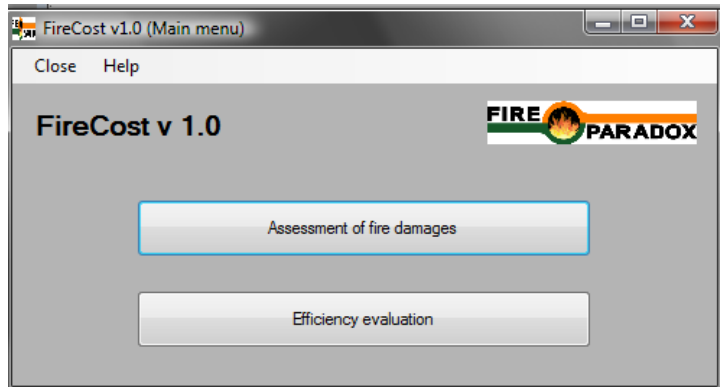 FireCost v1.0 (Main menu)
Close Help
FireCost v 1.0
FIRE
PARADOX
Assessment of fire damages
Efficiency evaluation